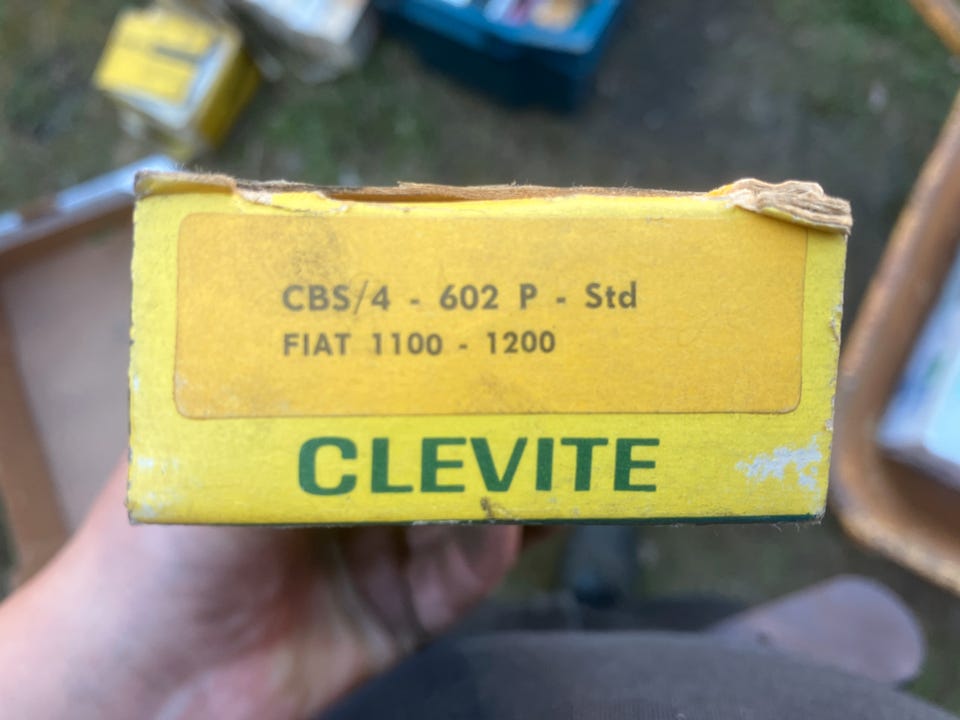 CBS/4 - 602 P - Std
FIAT 1100 - 1200
CLEVITE